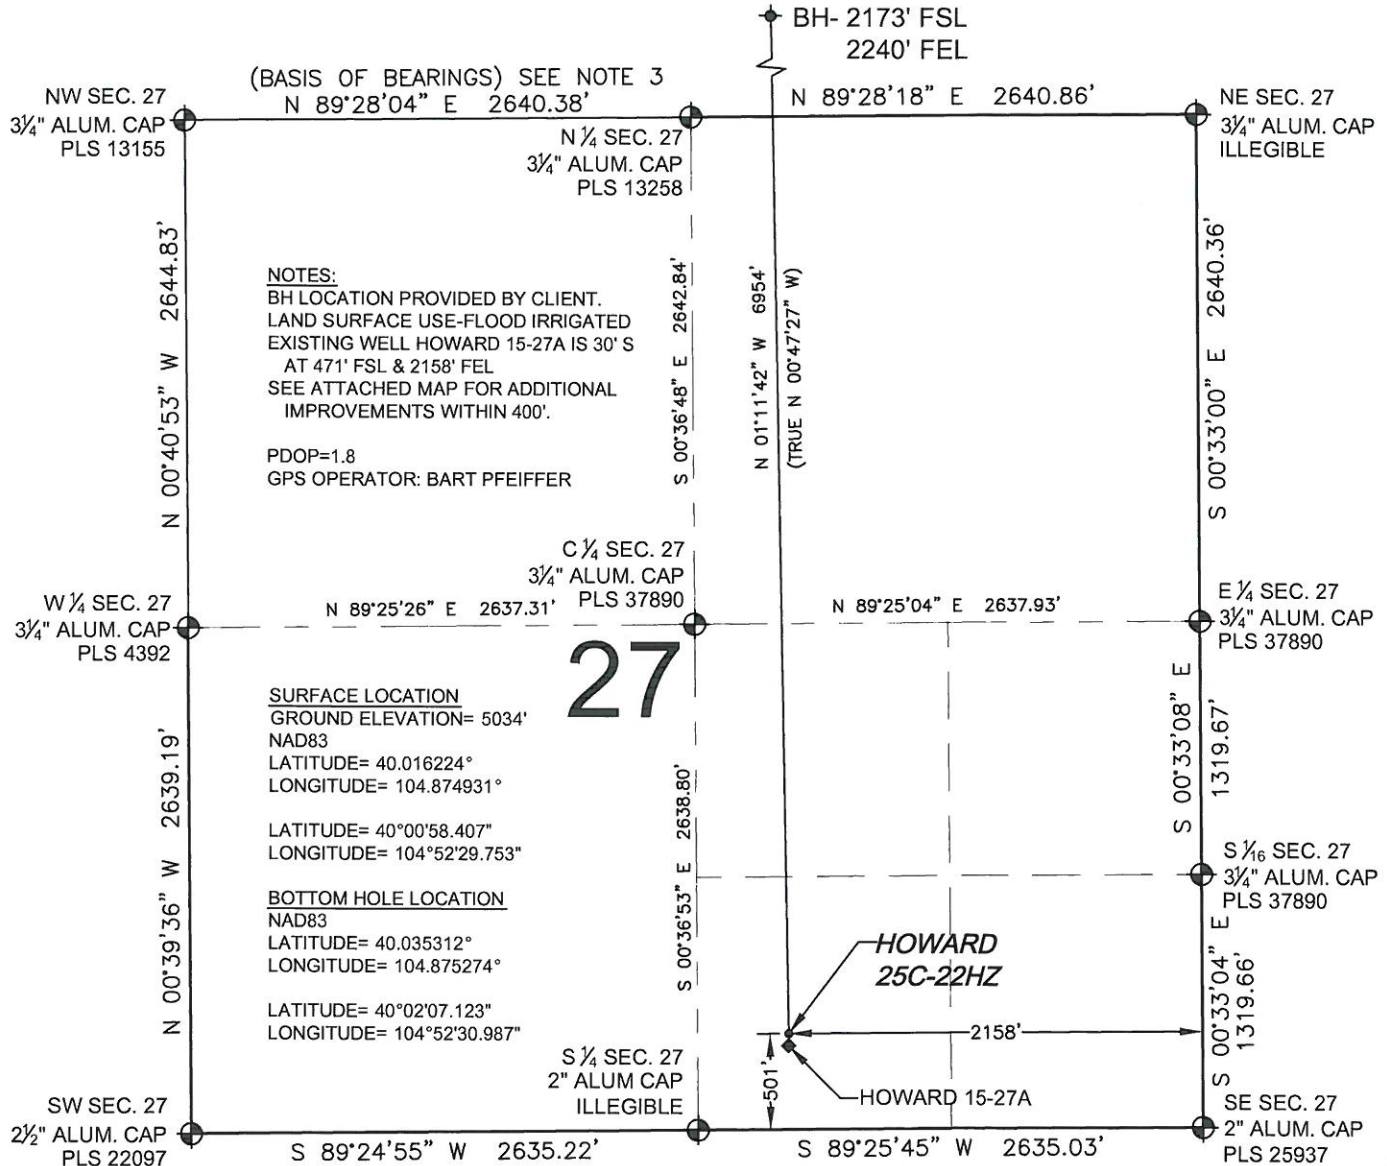 BH- 2173' FSL
2240' FEL
(BASIS OF BEARINGS) SEE NOTE 3
N 89°28'04" E 2640.38'
N 89°28'18" E 2640.86'
NW SEC. 27
3¼" ALUM. CAP
PLS 13155
N ¼ SEC. 27
3¼" ALUM. CAP
PLS 13258
NE SEC. 27
3¼" ALUM. CAP
ILLEGIBLE
N 00°40'53" W 2644.83'
NOTES:
BH LOCATION PROVIDED BY CLIENT.
LAND SURFACE USE-FLOOD IRRIGATED
EXISTING WELL HOWARD 15-27A IS 30' S
AT 471' FSL & 2158' FEL
SEE ATTACHED MAP FOR ADDITIONAL
IMPROVEMENTS WITHIN 400'.
PDOP=1.8
GPS OPERATOR: BART PFEIFFER
S 00°36'48" E 2642.84'
N 01°11'42" W 6954'
(TRUE N 00°47'27" W)
S 00°33'00" E 2640.36'
W ¼ SEC. 27
3¼" ALUM. CAP
PLS 4392
N 89°25'26" E 2637.31'
C ¼ SEC. 27
3¼" ALUM. CAP
PLS 37890
N 89°25'04" E 2637.93'
E ¼ SEC. 27
3¼" ALUM. CAP
PLS 37890
27
N 00°39'36" W 2639.19'
SURFACE LOCATION
GROUND ELEVATION= 5034'
NAD83
LATITUDE= 40.016224°
LONGITUDE= 104.874931°
LATITUDE= 40°00'58.407"
LONGITUDE= 104°52'29.753"
BOTTOM HOLE LOCATION
NAD83
LATITUDE= 40.035312°
LONGITUDE= 104.875274°
LATITUDE= 40°02'07.123"
LONGITUDE= 104°52'30.987"
S 00°36'53" E 2638.80'
S 00°33'08" E
1319.67'
S 1/16 SEC. 27
3¼" ALUM. CAP
PLS 37890
HOWARD
25C-22HZ
2158'
501'
HOWARD 15-27A
S 00°33'04" E
1319.66'
SW SEC. 27
2½" ALUM. CAP
PLS 22097
S 89°24'55" W 2635.22'
S ¼ SEC. 27
2" ALUM CAP
ILLEGIBLE
S 89°25'45" W 2635.03'
SE SEC. 27
2" ALUM. CAP
PLS 25937